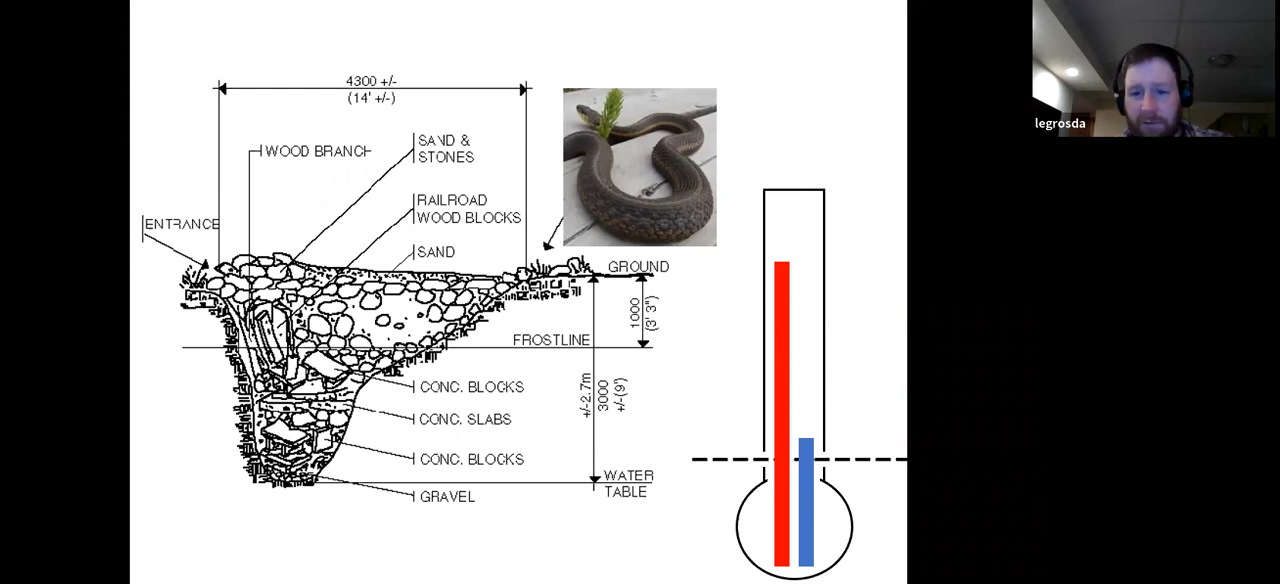 4300 +/-
(14' +/-)
WOOD BRANCH
SAND &
STONES
RAILROAD
WOOD BLOCKS
ENTRANCE
SAND
GROUND
1000
(3' 3")
FROSTLINE
+/-2.7m
3000
+/-(9')
CONC. BLOCKS
CONC. SLABS
CONC. BLOCKS
WATER
TABLE
GRAVEL
legrosda